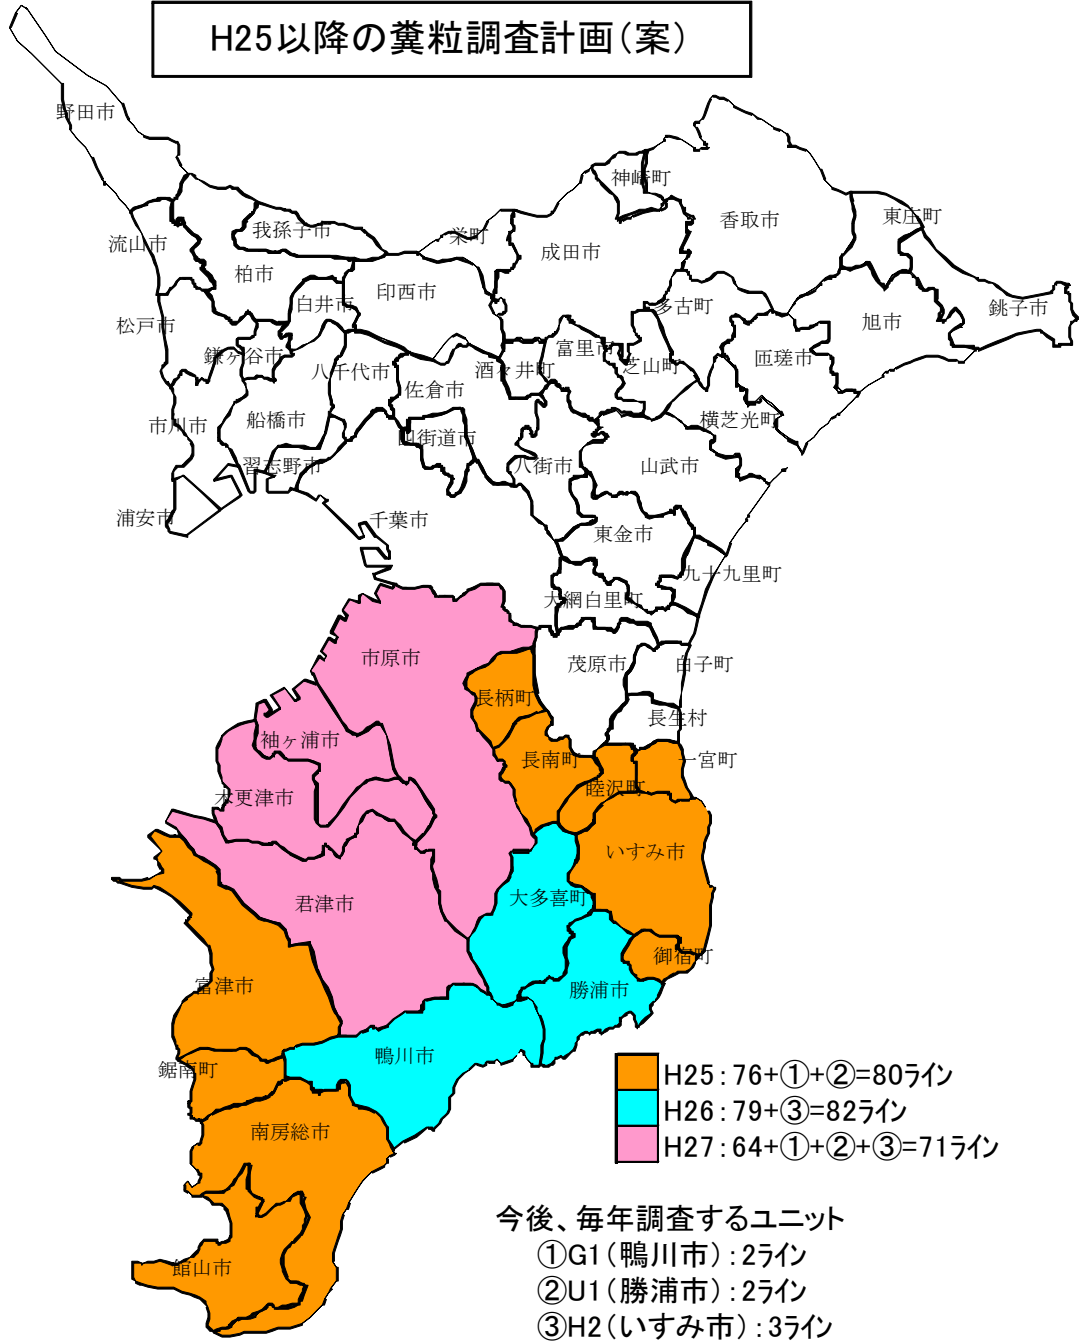 H25以降の糞粒調査計画(案)
野田市
神崎町
香取市
東庄町
流山市
我孫子市
栄町
成田市
柏市
印西市
白井市
多古町
銚子市
松戸市
旭市
鎌ヶ谷市
八千代市
佐倉市
酒々井町
富里市
芝山町
匝瑳市
市川市
船橋市
四街道市
横芝光町
習志野市
八街市
山武市
浦安市
千葉市
東金市
九十九里町
大網白里町
市原市
茂原市
白子町
長柄町
長生村
袖ヶ浦市
長南町
一宮町
木更津市
睦沢町
いすみ市
君津市
大多喜町
富津市
御宿町
勝浦市
鴨川市
鋸南町
南房総市
館山市
H25:76+①+②=80ライン
H26:79+③=82ライン
H27:64+①+②+③=71ライン
今後、毎年調査するユニット
①G1(鴨川市):2ライン
②U1(勝浦市):2ライン
③H2(いすみ市):3ライン